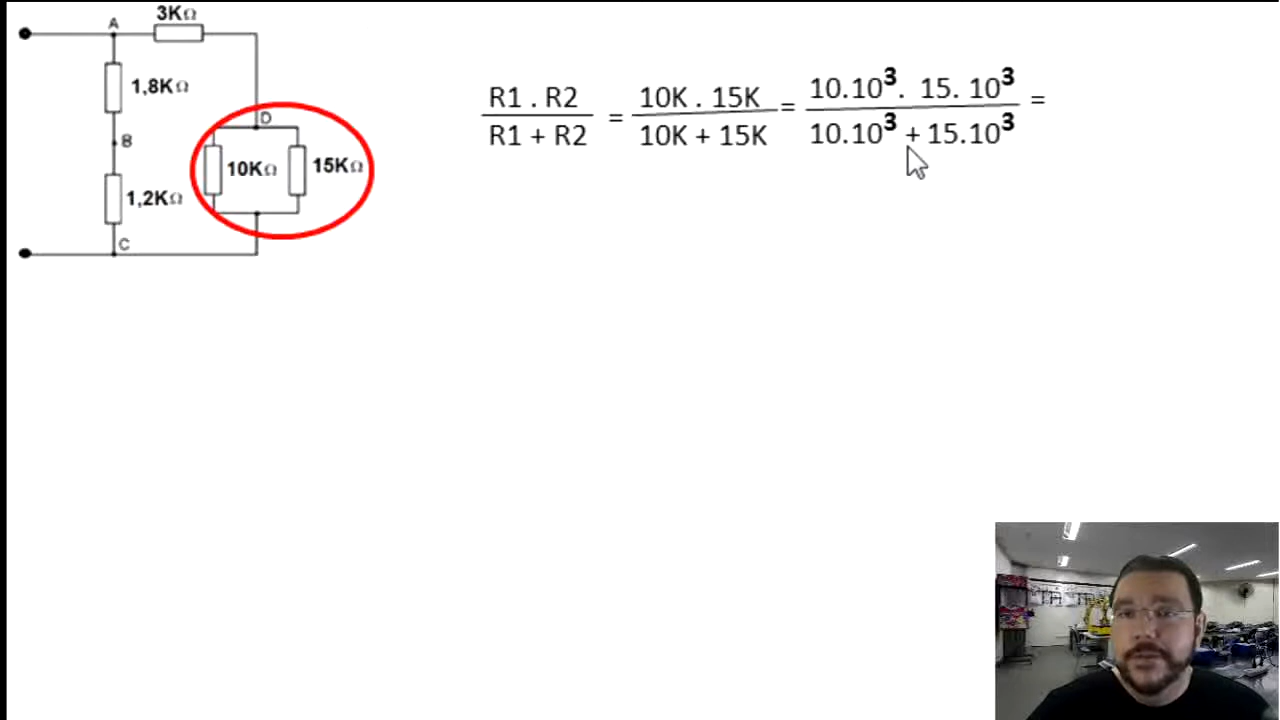 3KΩ
A
1,8KΩ
D
B
10KΩ
15KΩ
1,2KΩ
C
R1 . R2
R1 + R2
=
10K . 15K
10K + 15K
=
10.10³. 15. 10³
10.10³ + 15.10³
=